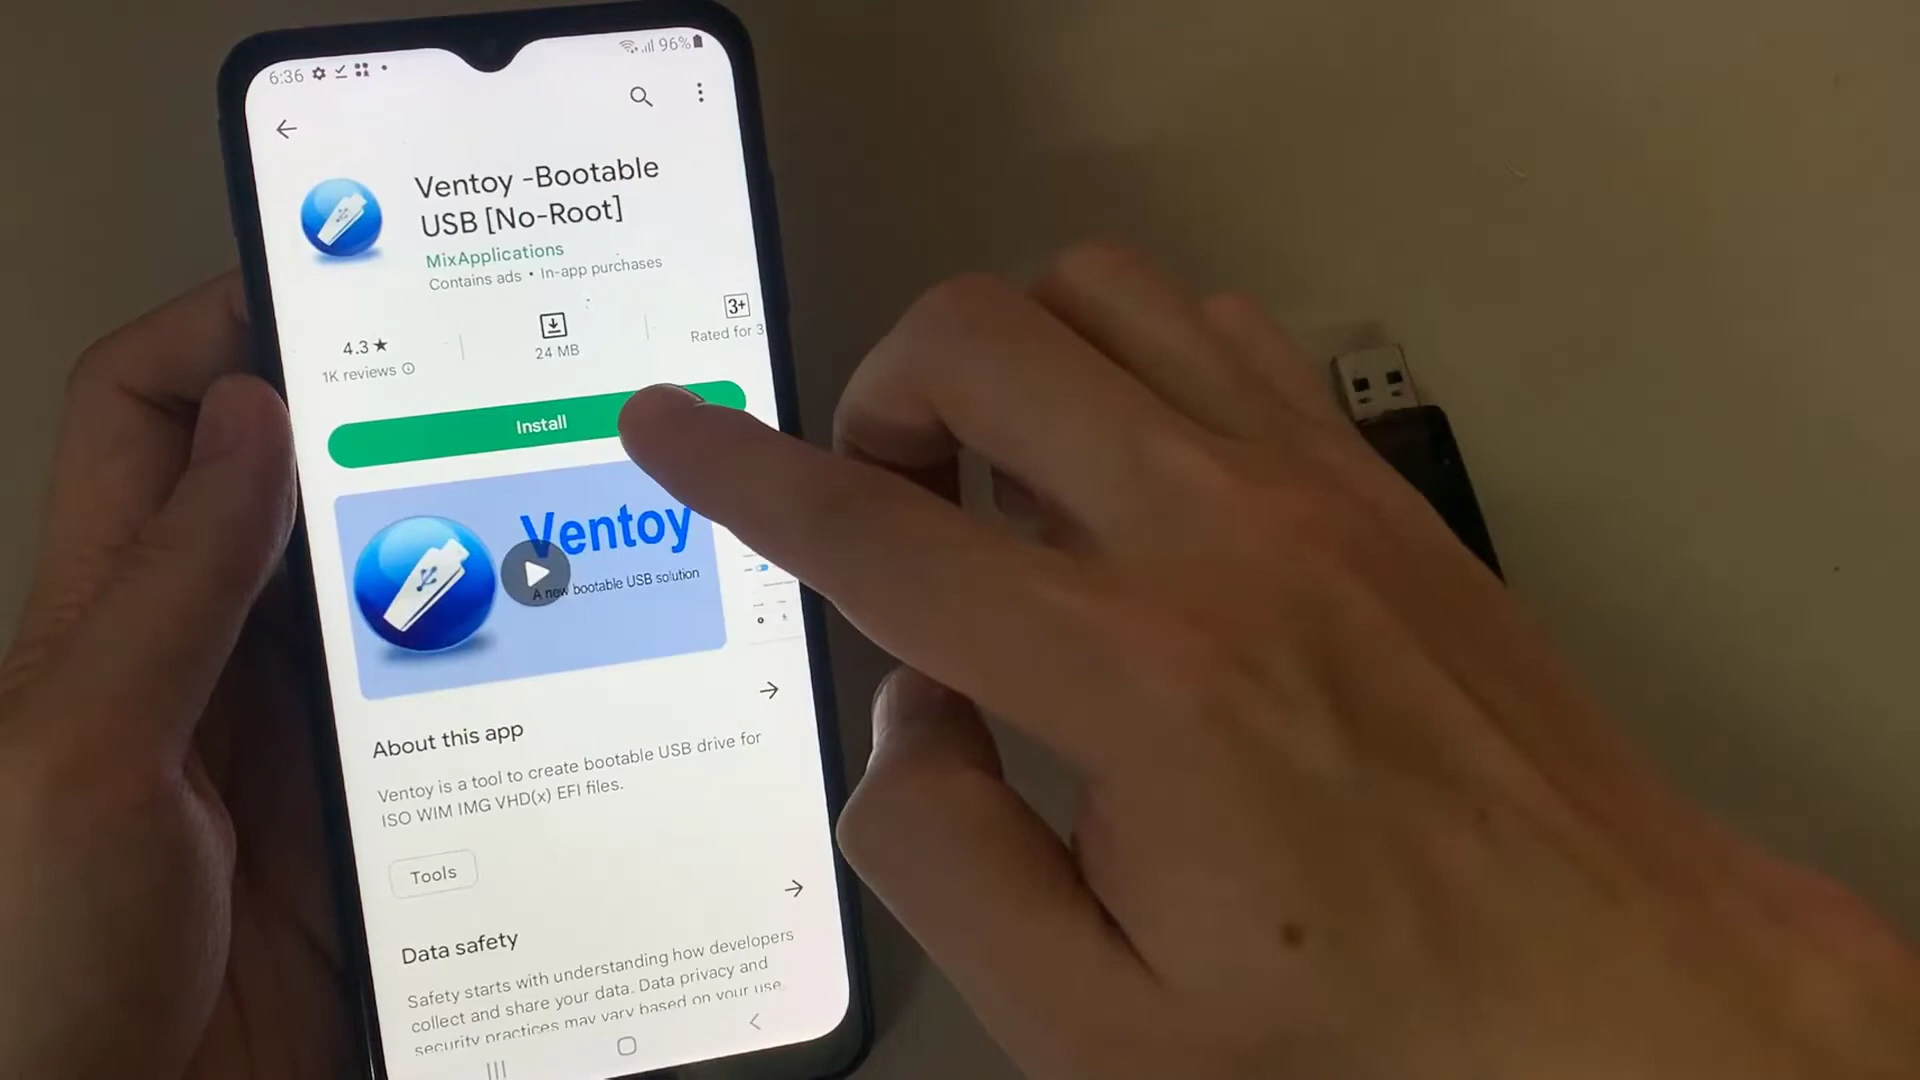 6:36
96%
Ventoy -Bootable
USB [No-Root]
MixApplications
Contains ads • In-app purchases
4.3★
1K reviews
24 MB
3+
Rated for 3
Install
Ventoy
A new bootable USB solution
About this app
Ventoy is a tool to create bootable USB drive for
ISO WIM IMG VHD(x) EFI files.
Tools
Data safety
Safety starts with understanding how developers
collect and share your data. Data privacy and
security practices may vary based on your use.